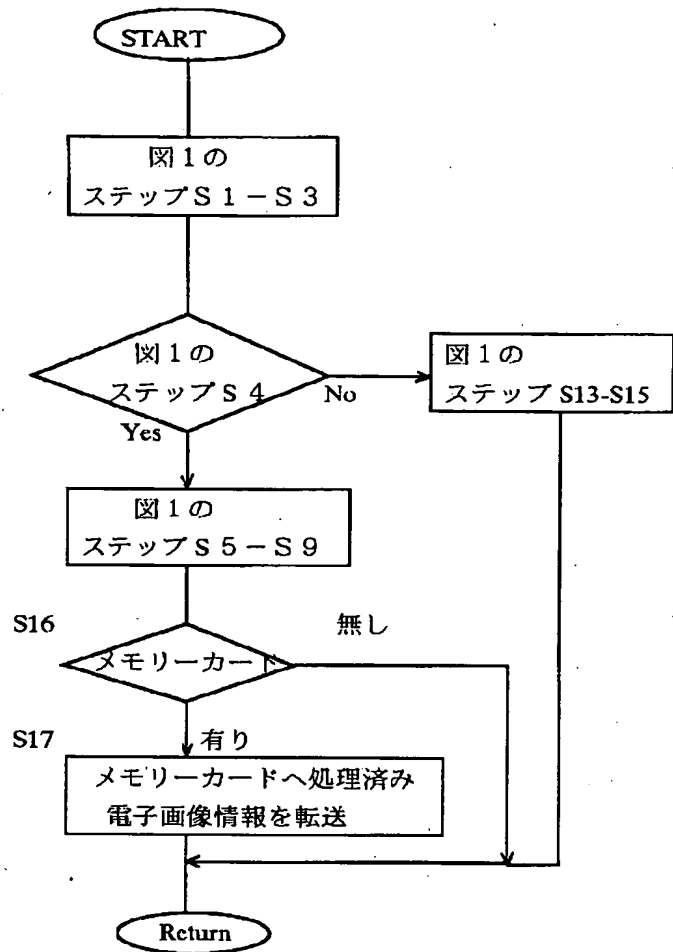 START
図1の
ステップS1－S3
図1の
ステップS4
No
Yes
図1の
ステップ S13-S15
図1の
ステップS5－S9
S16
無し
メモリーカード
S17
有り
メモリーカードへ処理済み
電子画像情報を転送
Return